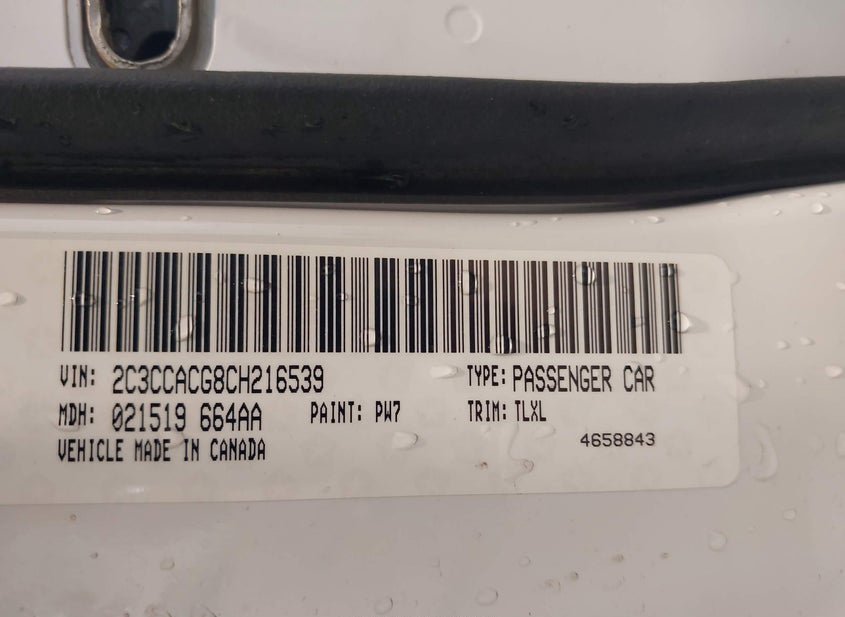 VIN: 2C3CCACG8CH216539 TYPE: PASSENGER CAR
MDH: 021519 664AA PAINT: PW7 TRIM: TLXL
VEHICLE MADE IN CANADA 4658843